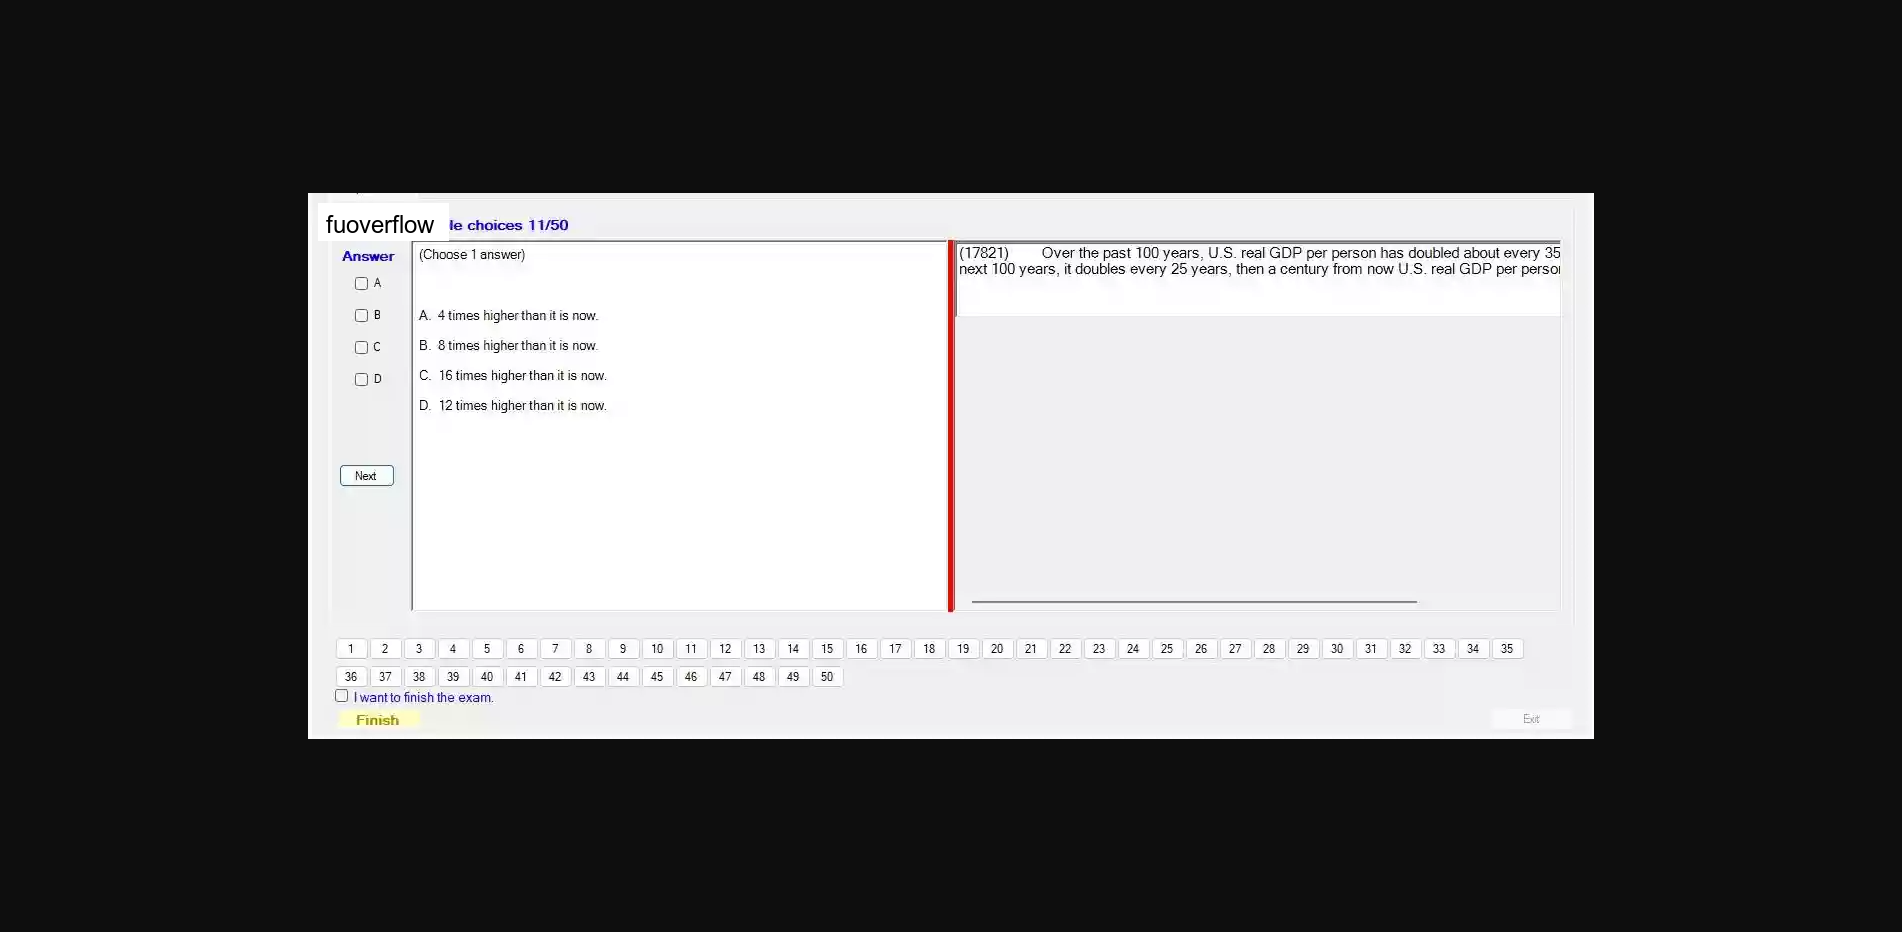 fuoverflow
le choices 11/50
Answer
A
B
C
D
Next
(Choose 1 answer)
A. 4 times higher than it is now.
B. 8 times higher than it is now.
C. 16 times higher than it is now.
D. 12 times higher than it is now.
(17821) Over the past 100 years, U.S. real GDP per person has doubled about every 35
next 100 years, it doubles every 25 years, then a century from now U.S. real GDP per person
1 2 3 4 5 6 7 8 9 10 11 12 13 14 15 16 17 18 19 20 21 22 23 24 25 26 27 28 29 30 31 32 33 34 35
36 37 38 39 40 41 42 43 44 45 46 47 48 49 50
I want to finish the exam.
Finish
Exit